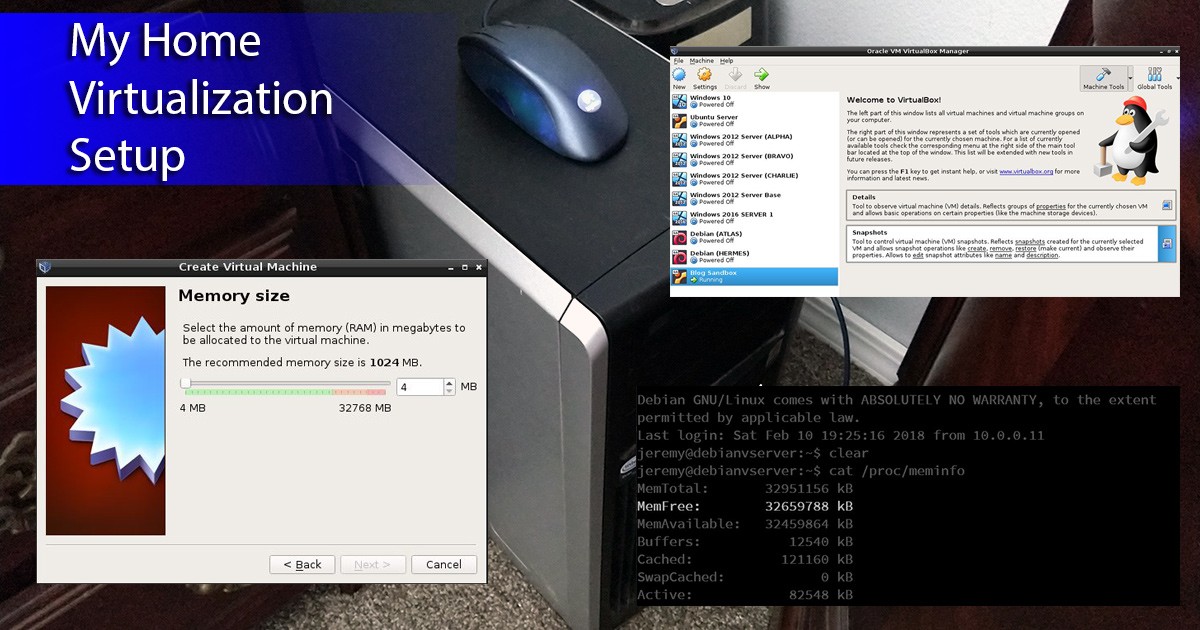 My Home
Virtualization
Setup
Oracle VM VirtualBox Manager
File Machine Help
New Settings Discard Show
Machine Tools Global Tools
Windows 10
Powered Off
Ubuntu Server
Powered Off
Windows 2012 Server (ALPHA)
Powered Off
Windows 2012 Server (BRAVO)
Powered Off
Windows 2012 Server (CHARLIE)
Powered Off
Windows 2012 Server Base
Powered Off
Windows 2016 SERVER 1
Powered Off
Debian (ATLAS)
Powered Off
Debian (HERMES)
Powered Off
Blog Sandbox
Running
Welcome to VirtualBox!
The left part of this window lists all virtual machines and virtual machine groups on
your computer.
The right part of this window represents a set of tools which are currently opened
(or can be opened) for the currently chosen machine. For a list of currently
available tools check the corresponding menu at the right side of the main tool
bar located at the top of the window. This list will be extended with new tools in
future releases.
You can press the F1 key to get instant help, or visit www.virtualbox.org for more
information and latest news.
Details
Tool to observe virtual machine (VM) details. Reflects groups of properties for the currently chosen VM
and allows basic operations on certain properties (like the machine storage devices).
Snapshots
Tool to control virtual machine (VM) snapshots. Reflects snapshots created for the currently selected
VM and allows snapshot operations like create, remove, restore (make current) and observe their
properties. Allows to edit snapshot attributes like name and description.
Create Virtual Machine
Memory size
Select the amount of memory (RAM) in megabytes to
be allocated to the virtual machine.
The recommended memory size is 1024 MB.
4 MB
4 MB 32768 MB
< Back Next > Cancel
Debian GNU/Linux comes with ABSOLUTELY NO WARRANTY, to the extent
permitted by applicable law.
Last login: Sat Feb 10 19:25:16 2018 from 10.0.0.11
jeremy@debianvserver:~$ clear
jeremy@debianvserver:~$ cat /proc/meminfo
MemTotal: 32951156 kB
MemFree: 32659788 kB
MemAvailable: 32459864 kB
Buffers: 12540 kB
Cached: 121160 kB
SwapCached: 0 kB
Active: 82548 kB